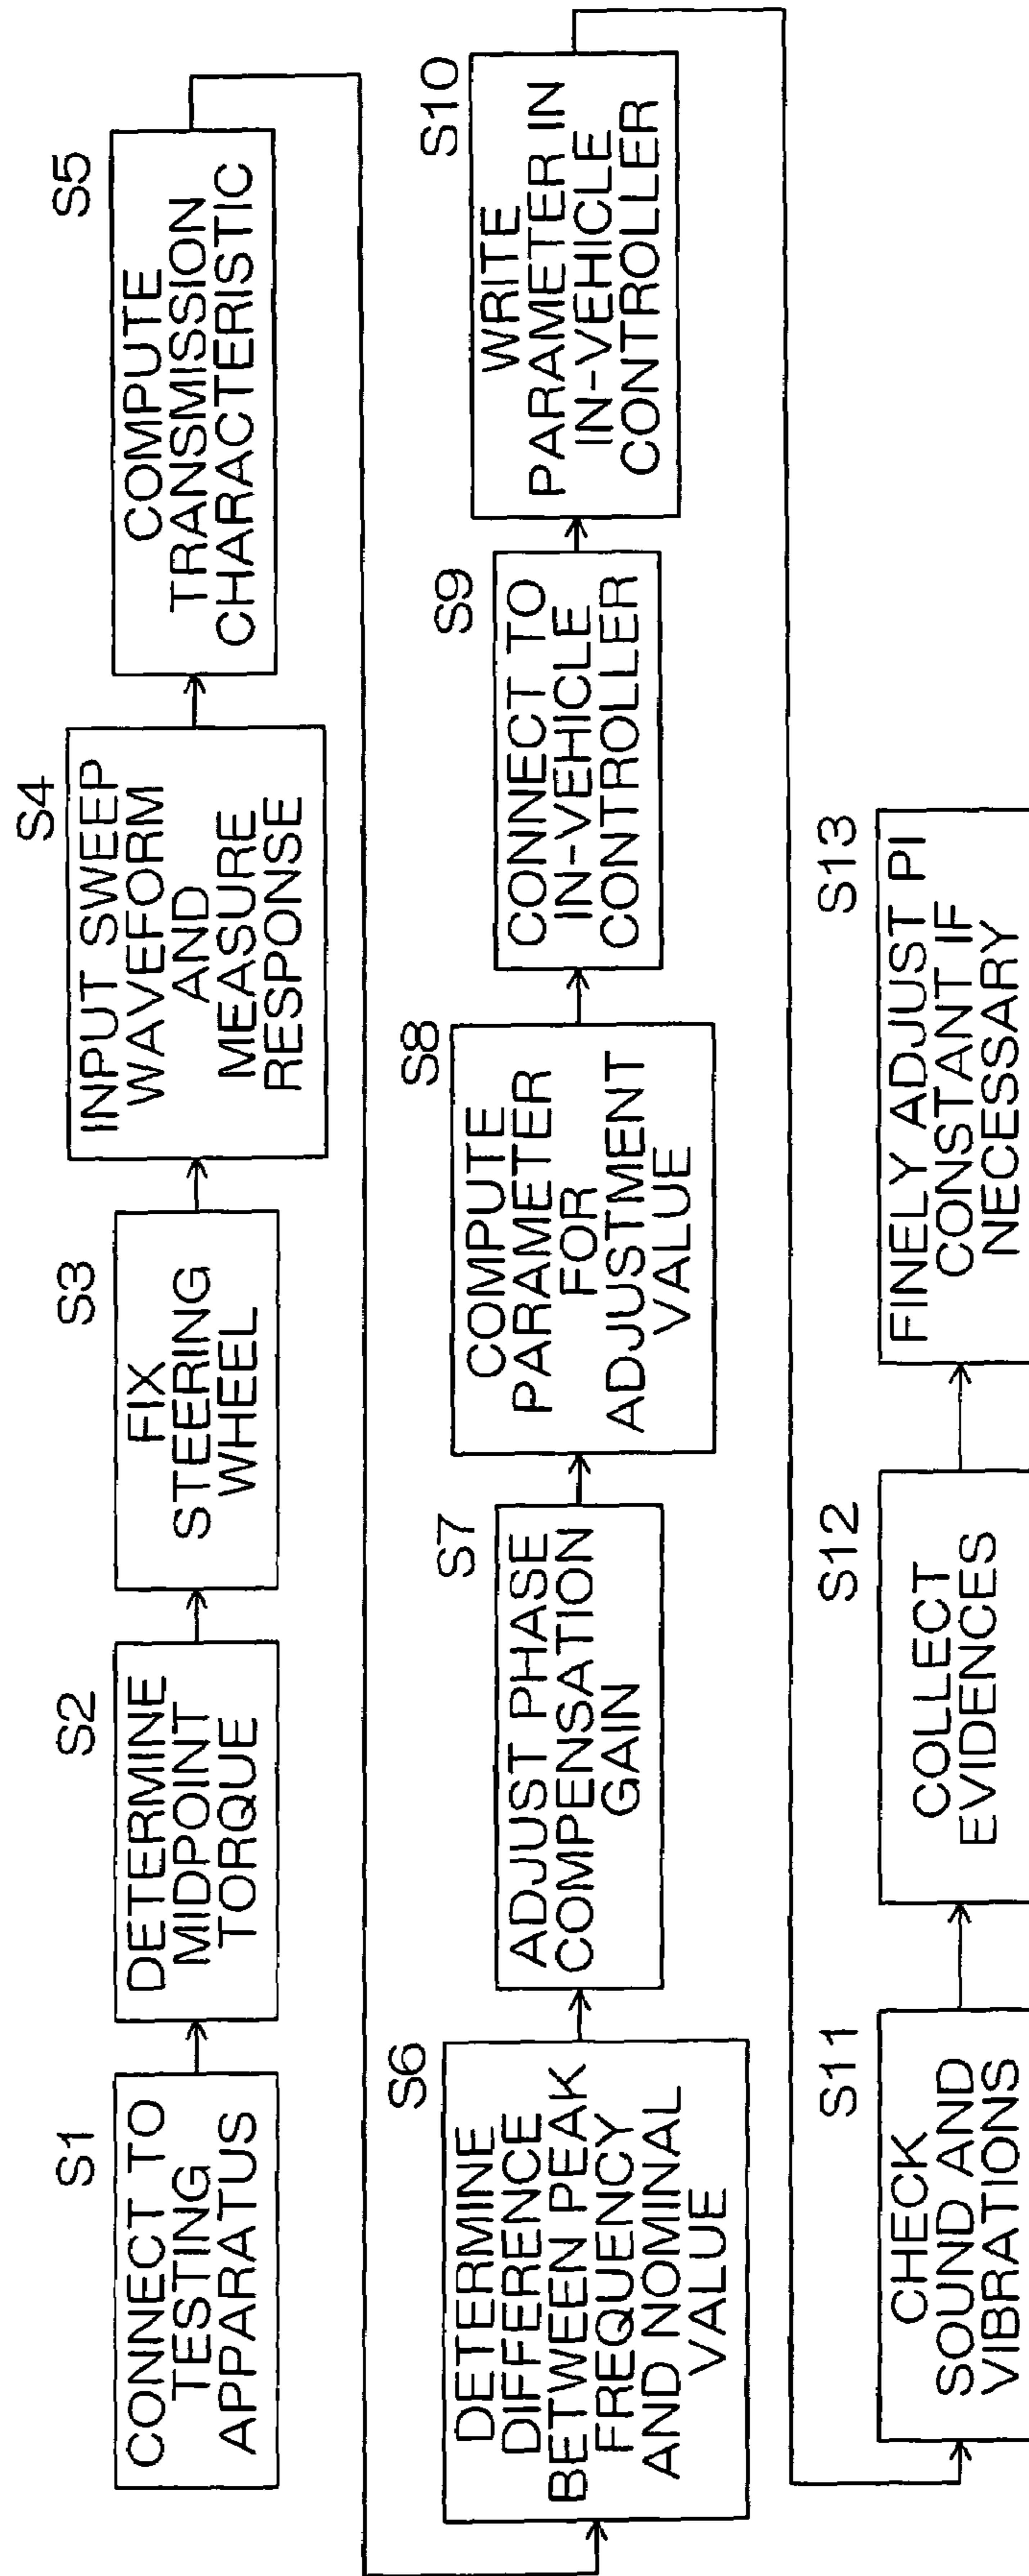 S1
CONNECT TO
TESTING
APPARATUS
S2
DETERMINE
MIDPOINT
TORQUE
S3
FIX
STEERING
WHEEL
S4
INPUT SWEEP
WAVEFORM
AND
MEASURE
RESPONSE
S5
COMPUTE
TRANSMISSION
CHARACTERISTIC
S6
DETERMINE
DIFFERENCE
BETWEEN PEAK
FREQUENCY
AND NOMINAL
VALUE
S7
ADJUST PHASE
COMPENSATION
GAIN
S8
COMPUTE
PARAMETER
FOR
ADJUSTMENT
VALUE
S9
CONNECT TO
IN-VEHICLE
CONTROLLER
S10
WRITE
PARAMETER IN
IN-VEHICLE
CONTROLLER
S11
CHECK
SOUND AND
VIBRATIONS
S12
COLLECT
EVIDENCES
S13
FINELY ADJUST PI
CONSTANT IF
NECESSARY